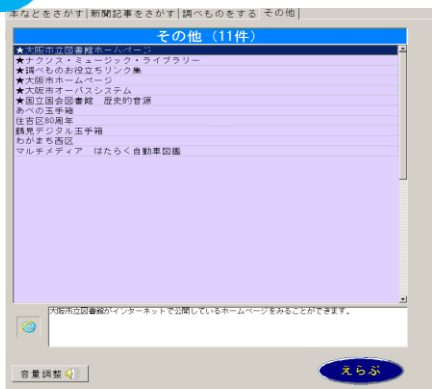 本などをさがす 新聞記事をさがす 調べものをする その他
その他 (11件)
★大阪市立図書館ホームページ
★ナクソス・ミュージック・ライブラリー
★調べものお役立ちリンク集
★大阪市ホームページ
★大阪市オーパスシステム
★国立国会図書館 歴史的音源
あべの玉手箱
住吉区80周年
鶴見デジタル玉手箱
わがまち西区
マルチメディア はたらく自動車図鑑
大阪市立図書館がインターネットで公開しているホームページをみることができます。
音量調整
えらぶ